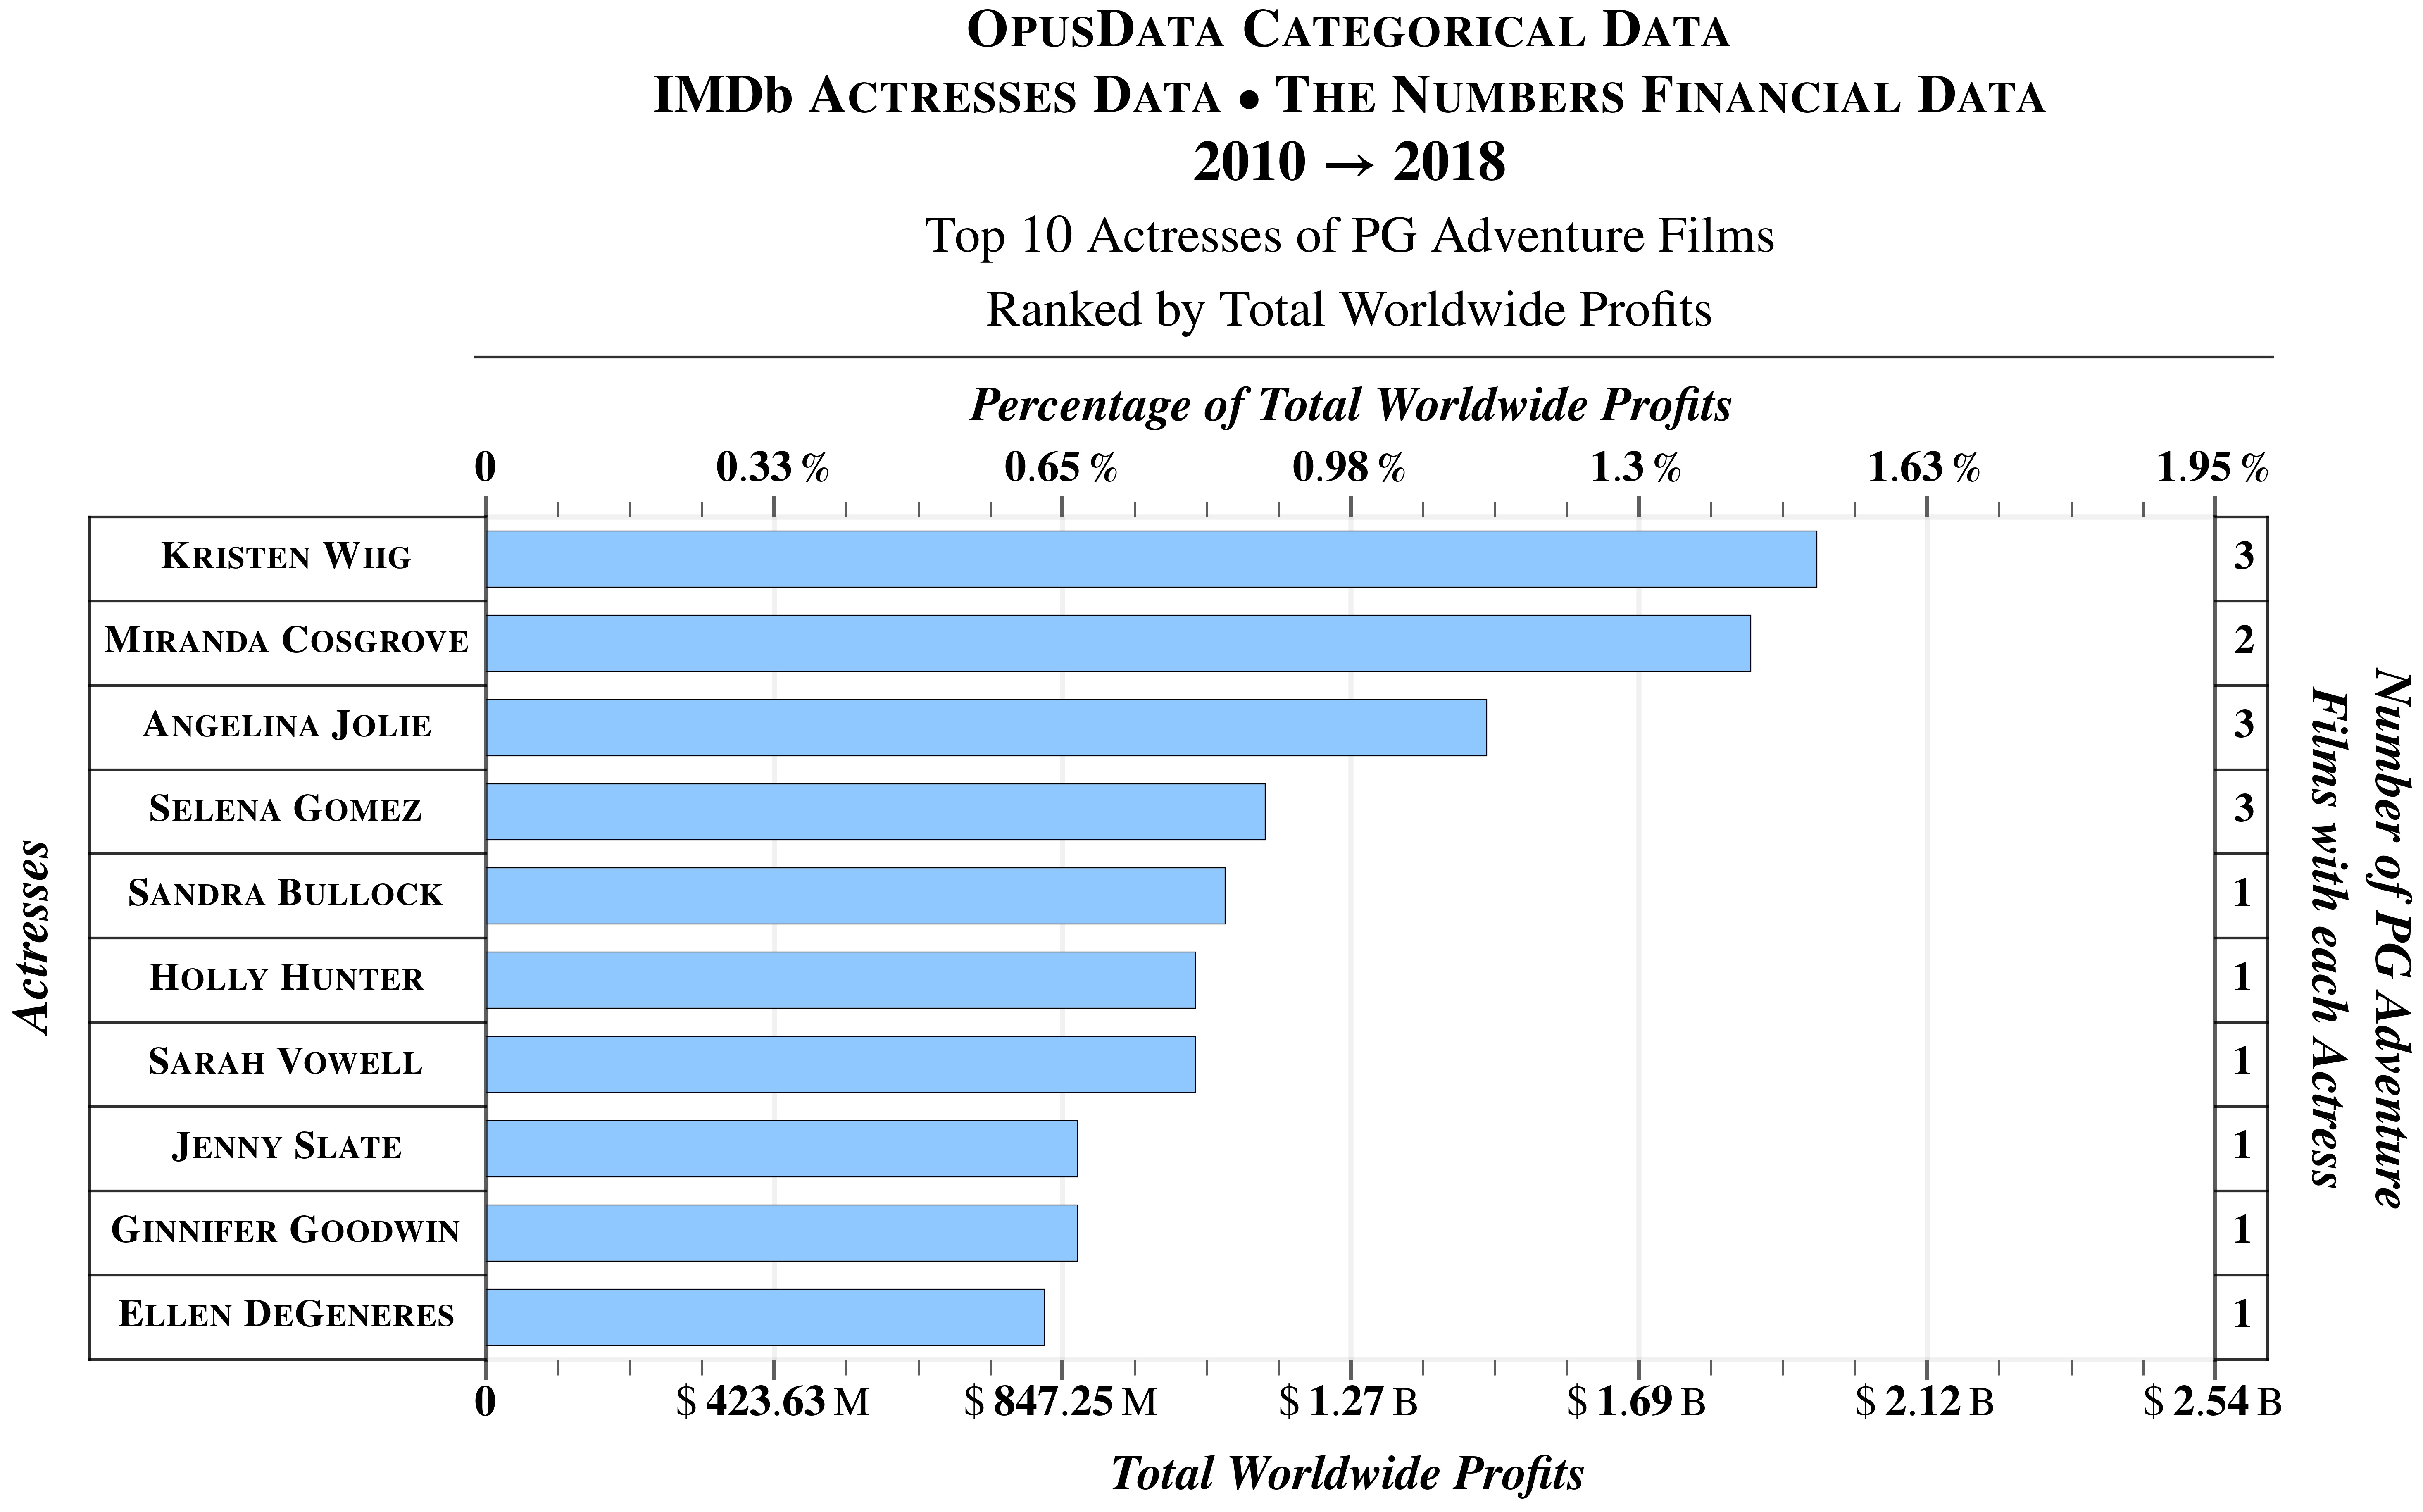 OpusData Categorical Data
IMDb Actresses Data • The Numbers Financial Data
2010 → 2018
Top 10 Actresses of PG Adventure Films
Ranked by Total Worldwide Profits
Percentage of Total Worldwide Profits
0 0.33 % 0.65 % 0.98 % 1.3 % 1.63 % 1.95 %
Actresses
Kristen Wiig 3
Miranda Cosgrove 2
Angelina Jolie 3
Selena Gomez 3
Sandra Bullock 1
Holly Hunter 1
Sarah Vowell 1
Jenny Slate 1
Ginnifer Goodwin 1
Ellen DeGeneres 1
Number of PG Adventure
Films with each Actress
0 $ 423.63 M $ 847.25 M $ 1.27 B $ 1.69 B $ 2.12 B $ 2.54 B
Total Worldwide Profits